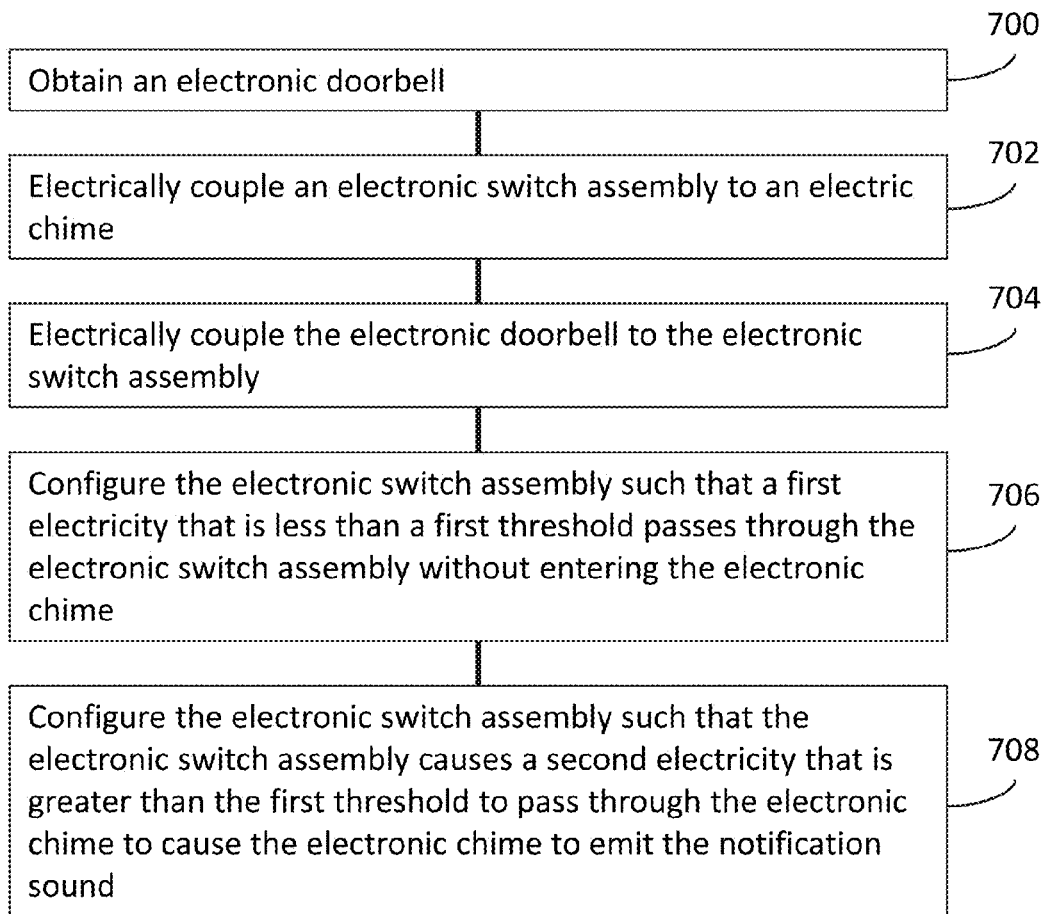 700
Obtain an electronic doorbell
702
Electrically couple an electronic switch assembly to an electric
chime
704
Electrically couple the electronic doorbell to the electronic
switch assembly
706
Configure the electronic switch assembly such that a first
electricity that is less than a first threshold passes through the
electronic switch assembly without entering the electronic
chime
708
Configure the electronic switch assembly such that the
electronic switch assembly causes a second electricity that is
greater than the first threshold to pass through the electronic
chime to cause the electronic chime to emit the notification
sound